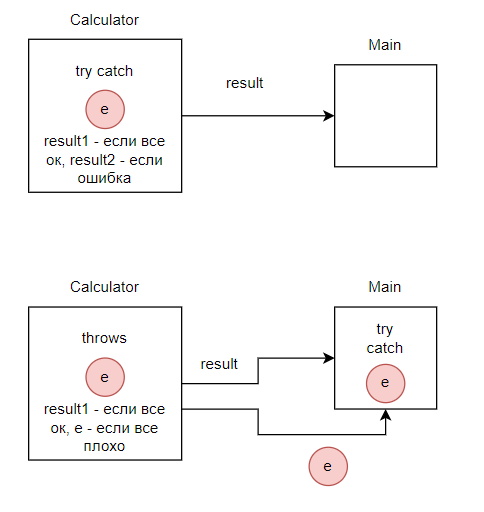 Calculator
Main
try catch
result
e
result1 - если все
ок, result2 - если
ошибка
Calculator
Main
throws
try
catch
result
e
e
result1 - если все
ок, e - если все
плохо
e